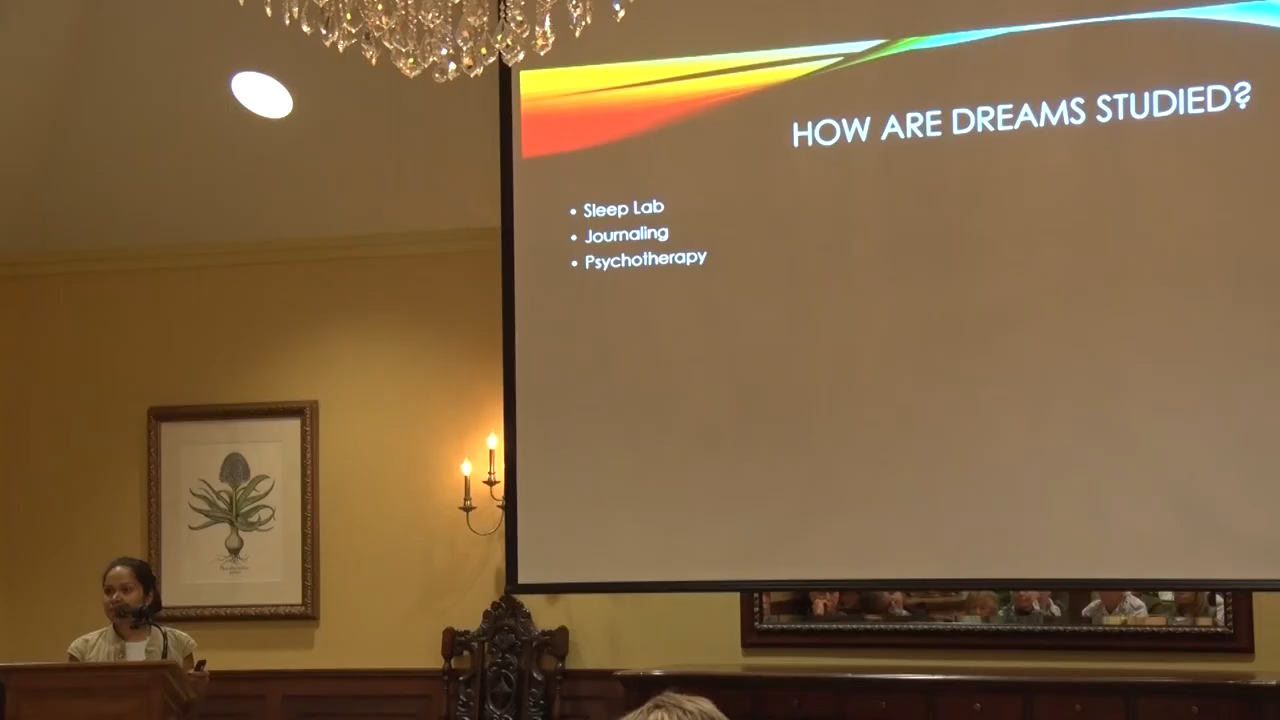 HOW ARE DREAMS STUDIED?
• Sleep Lab
• Journaling
• Psychotherapy